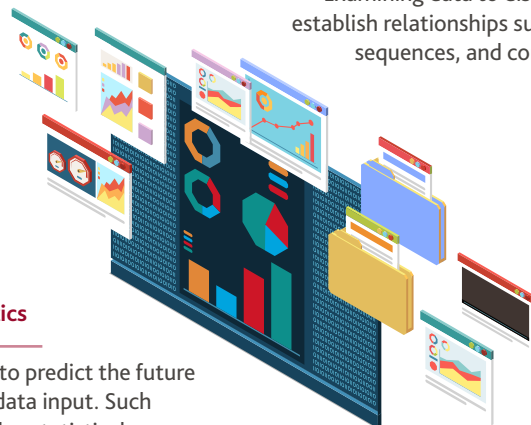 establish relationships su
sequences, and co
ics
to predict the future
data input. Such